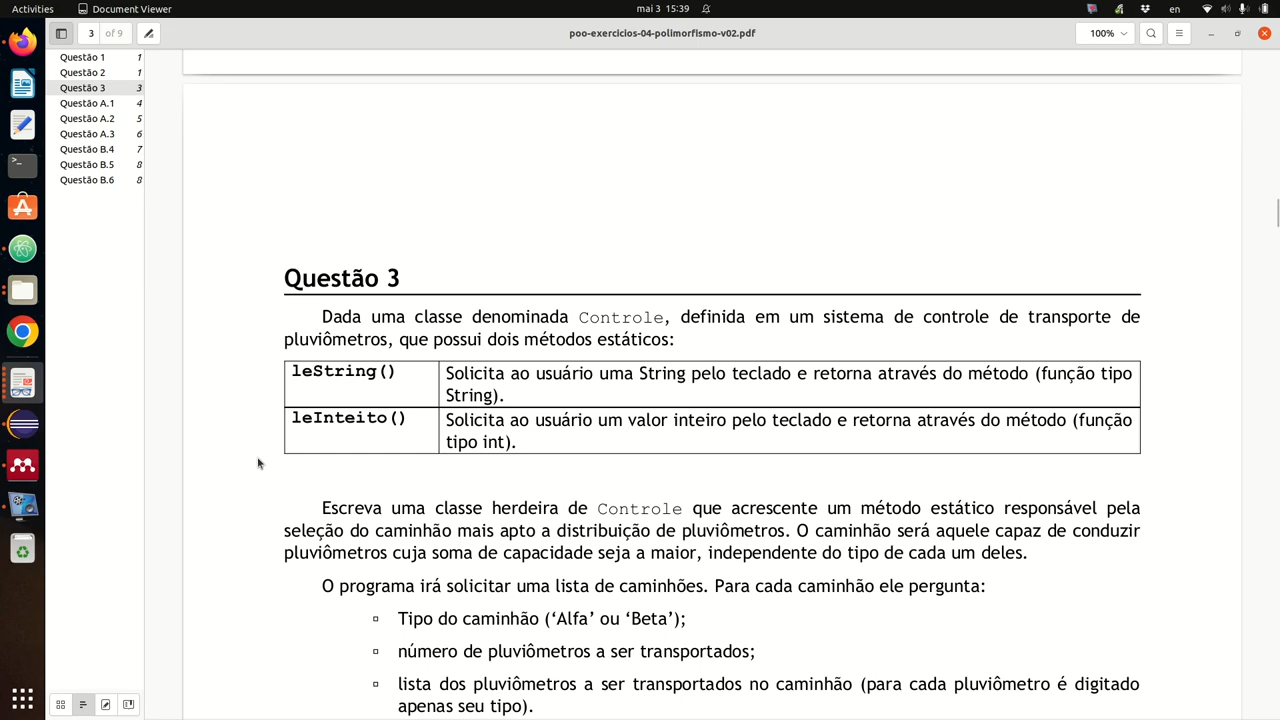 Activities
Document Viewer
mai 3 15:39
en
3
of 9
poo-exercicios-04-polimorfismo-v02.pdf
100%
Questão 1 1
Questão 2 1
Questão 3 3
Questão A.1 4
Questão A.2 5
Questão A.3 6
Questão B.4 7
Questão B.5 8
Questão B.6 8
Questão 3
Dada uma classe denominada Controle, definida em um sistema de controle de transporte de
pluviômetros, que possui dois métodos estáticos:
leString()
Solicita ao usuário uma String pelo teclado e retorna através do método (função tipo
String).
leInteito()
Solicita ao usuário um valor inteiro pelo teclado e retorna através do método (função
tipo int).
Escreva uma classe herdeira de Controle que acrescente um método estático responsável pela
seleção do caminhão mais apto a distribuição de pluviômetros. O caminhão será aquele capaz de conduzir
pluviômetros cuja soma de capacidade seja a maior, independente do tipo de cada um deles.
O programa irá solicitar uma lista de caminhões. Para cada caminhão ele pergunta:
▫ Tipo do caminhão (‘Alfa’ ou ‘Beta’);
▫ número de pluviômetros a ser transportados;
▫ lista dos pluviômetros a ser transportados no caminhão (para cada pluviômetro é digitado
apenas seu tipo).